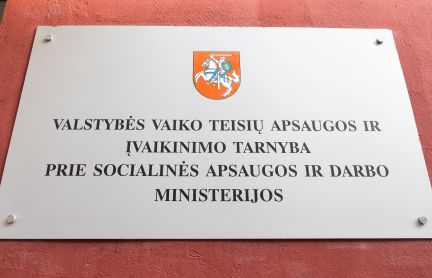 VALSTYBĖS VAIKO TEISIŲ APSAUGOS IR
ĮVAIKINIMO TARNYBA
PRIE SOCIALINĖS APSAUGOS IR DARBO
MINISTERIJOS